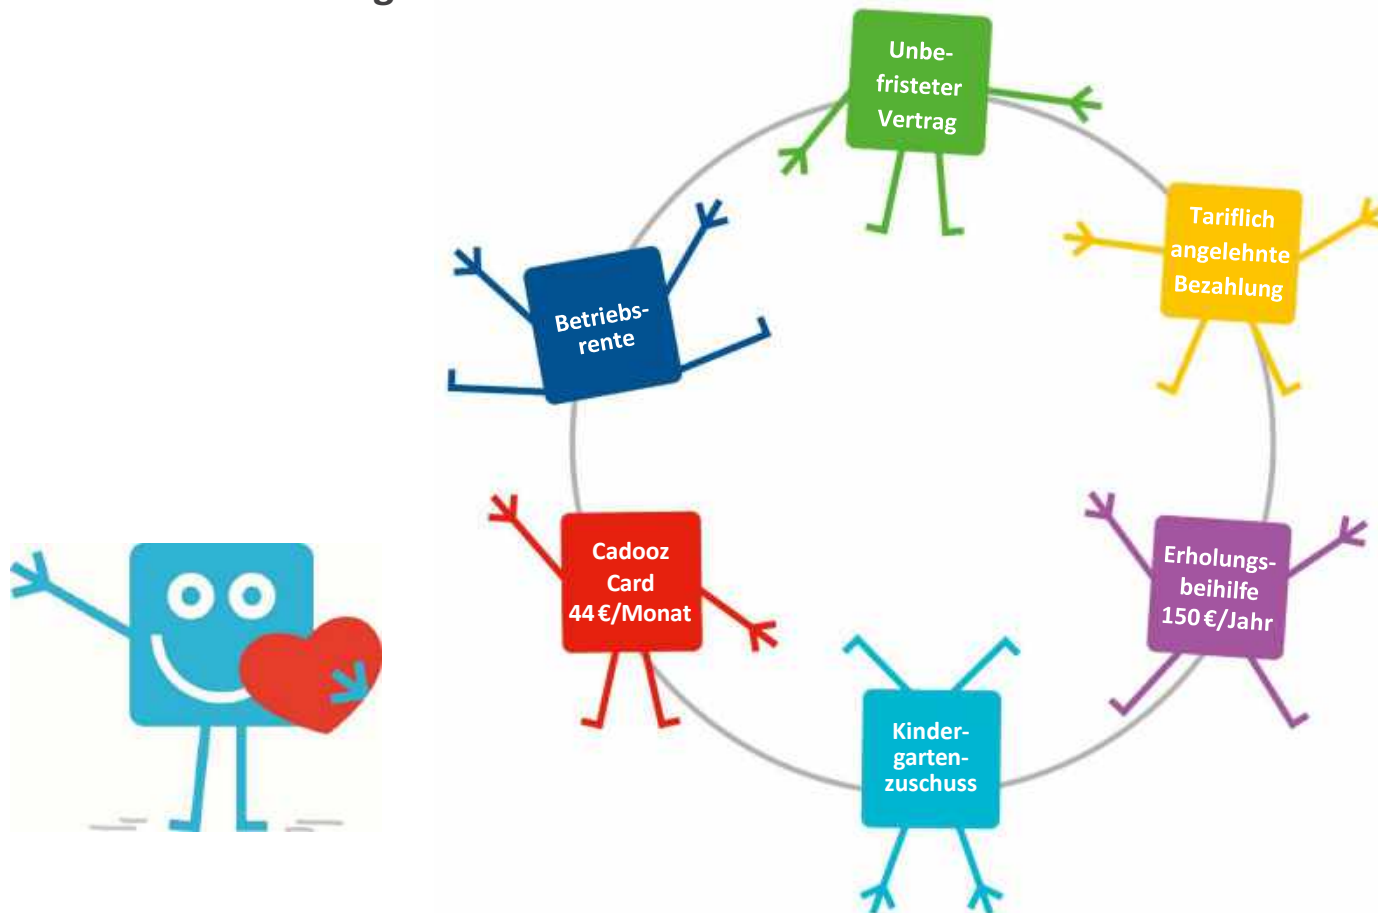 g
Unbe-
fristeter
Vertrag
Tariflich
angelehnte
Bezahlung
Erholungs-
beihilfe
150 €/Jahr
Kinder-
garten-
zuschuss
Cadooz
Card
44 €/Monat
Betriebs-
rente